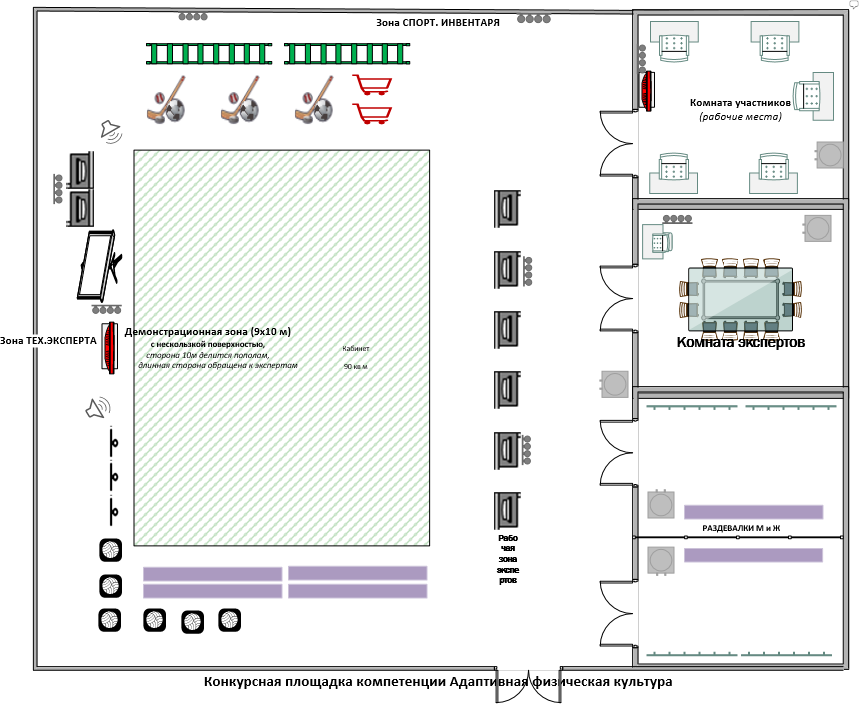 Зона СПОРТ. ИНВЕНТАРЯ
Комната участников
(рабочие места)
Зона ТЕХ.ЭКСПЕРТА
Демонстрационная зона (9х10 м)
с нескользкой поверхностью,
сторона 10м делится пополам,
длинная сторона обращена к экспертам
Кабинет
90 кв м
Комната экспертов
РАЗДЕВАЛКИ М и Ж
Рабо
чая
зона
экспе
ртов
Конкурсная площадка компетенции Адаптивная физическая культура